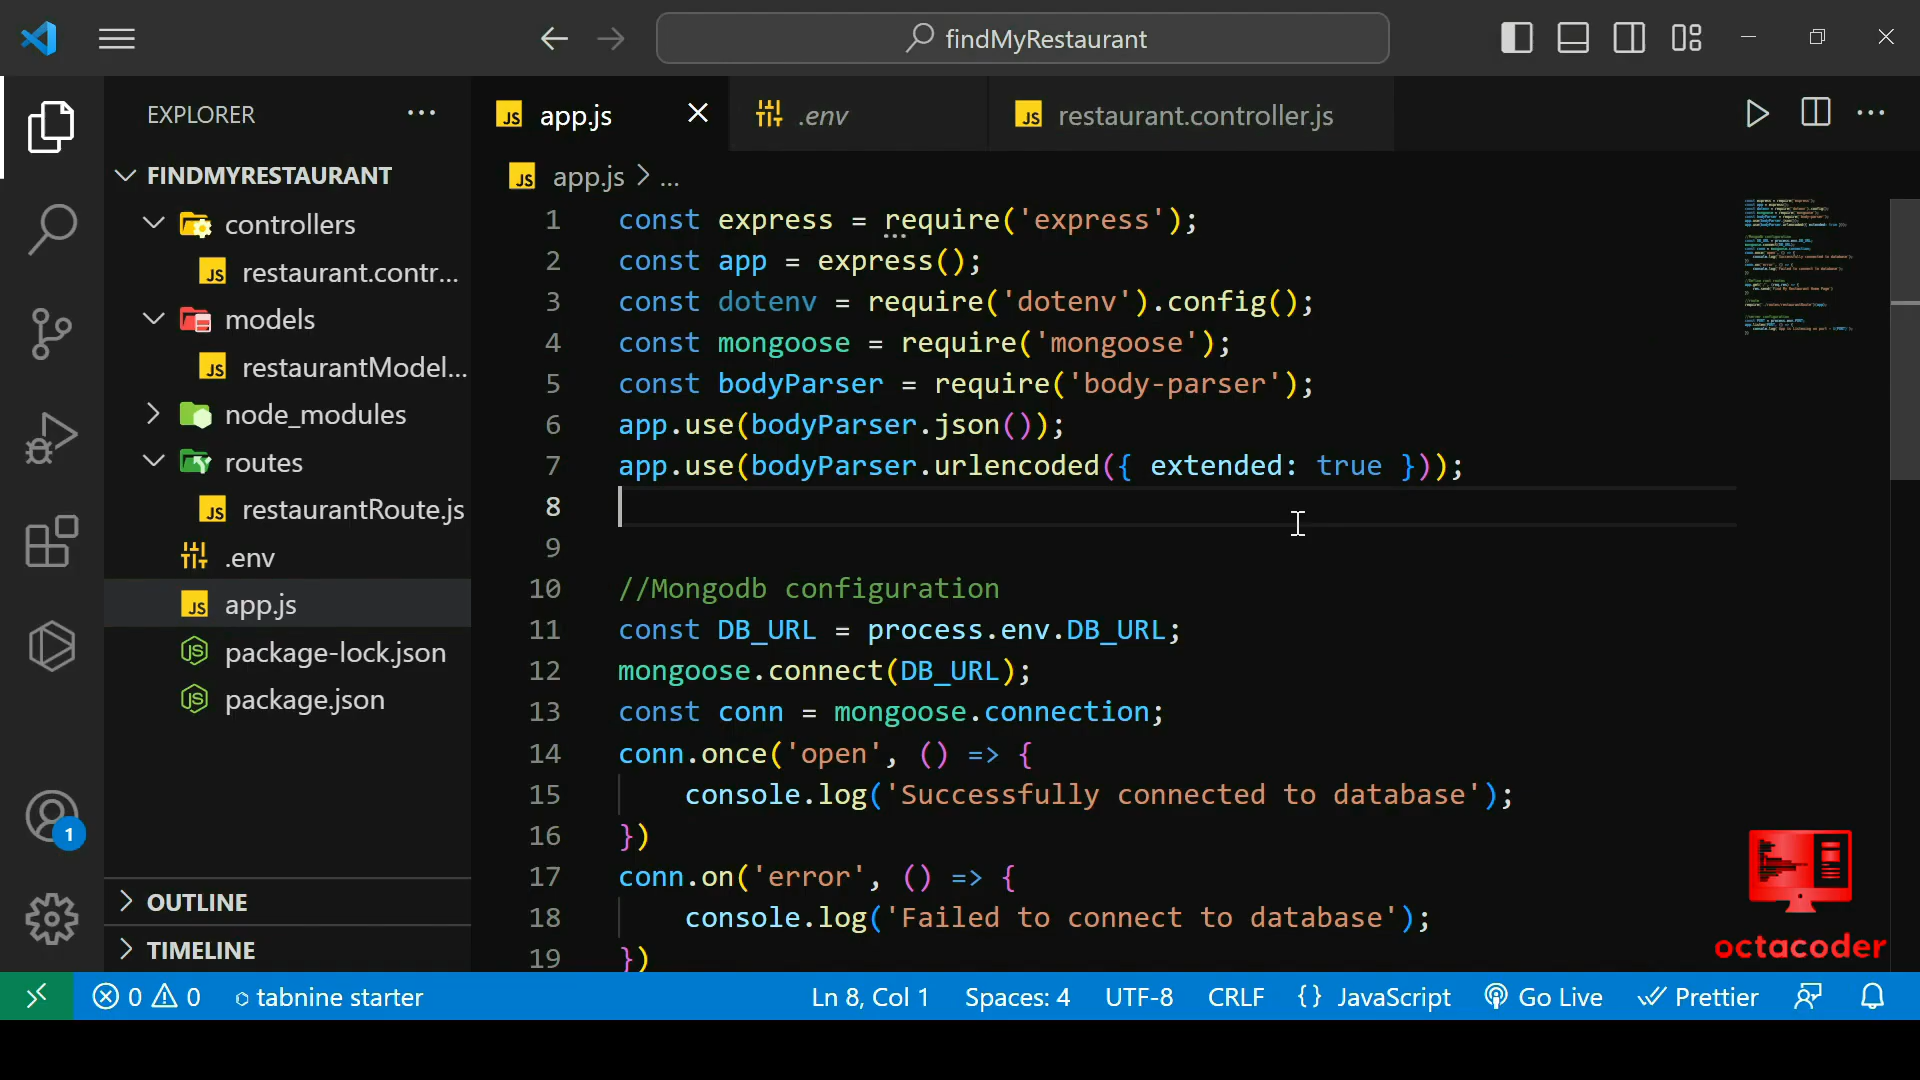 findMyRestaurant
EXPLORER
FINDMYRESTAURANT
controllers
restaurant.contr...
models
restaurantModel...
node_modules
routes
restaurantRoute.js
.env
app.js
package-lock.json
package.json
1
OUTLINE
TIMELINE
app.js
.env
restaurant.controller.js
app.js > ...
1 const express = require('express');
2 const app = express();
3 const dotenv = require('dotenv').config();
4 const mongoose = require('mongoose');
5 const bodyParser = require('body-parser');
6 app.use(bodyParser.json());
7 app.use(bodyParser.urlencoded({ extended: true }));
8
9
10 //Mongodb configuration
11 const DB_URL = process.env.DB_URL;
12 mongoose.connect(DB_URL);
13 const conn = mongoose.connection;
14 conn.once('open', () => {
15 console.log('Successfully connected to database');
16 })
17 conn.on('error', () => {
18 console.log('Failed to connect to database');
19 })
octacoder
0 0 tabnine starter Ln 8, Col 1 Spaces: 4 UTF-8 CRLF {} JavaScript Go Live Prettier